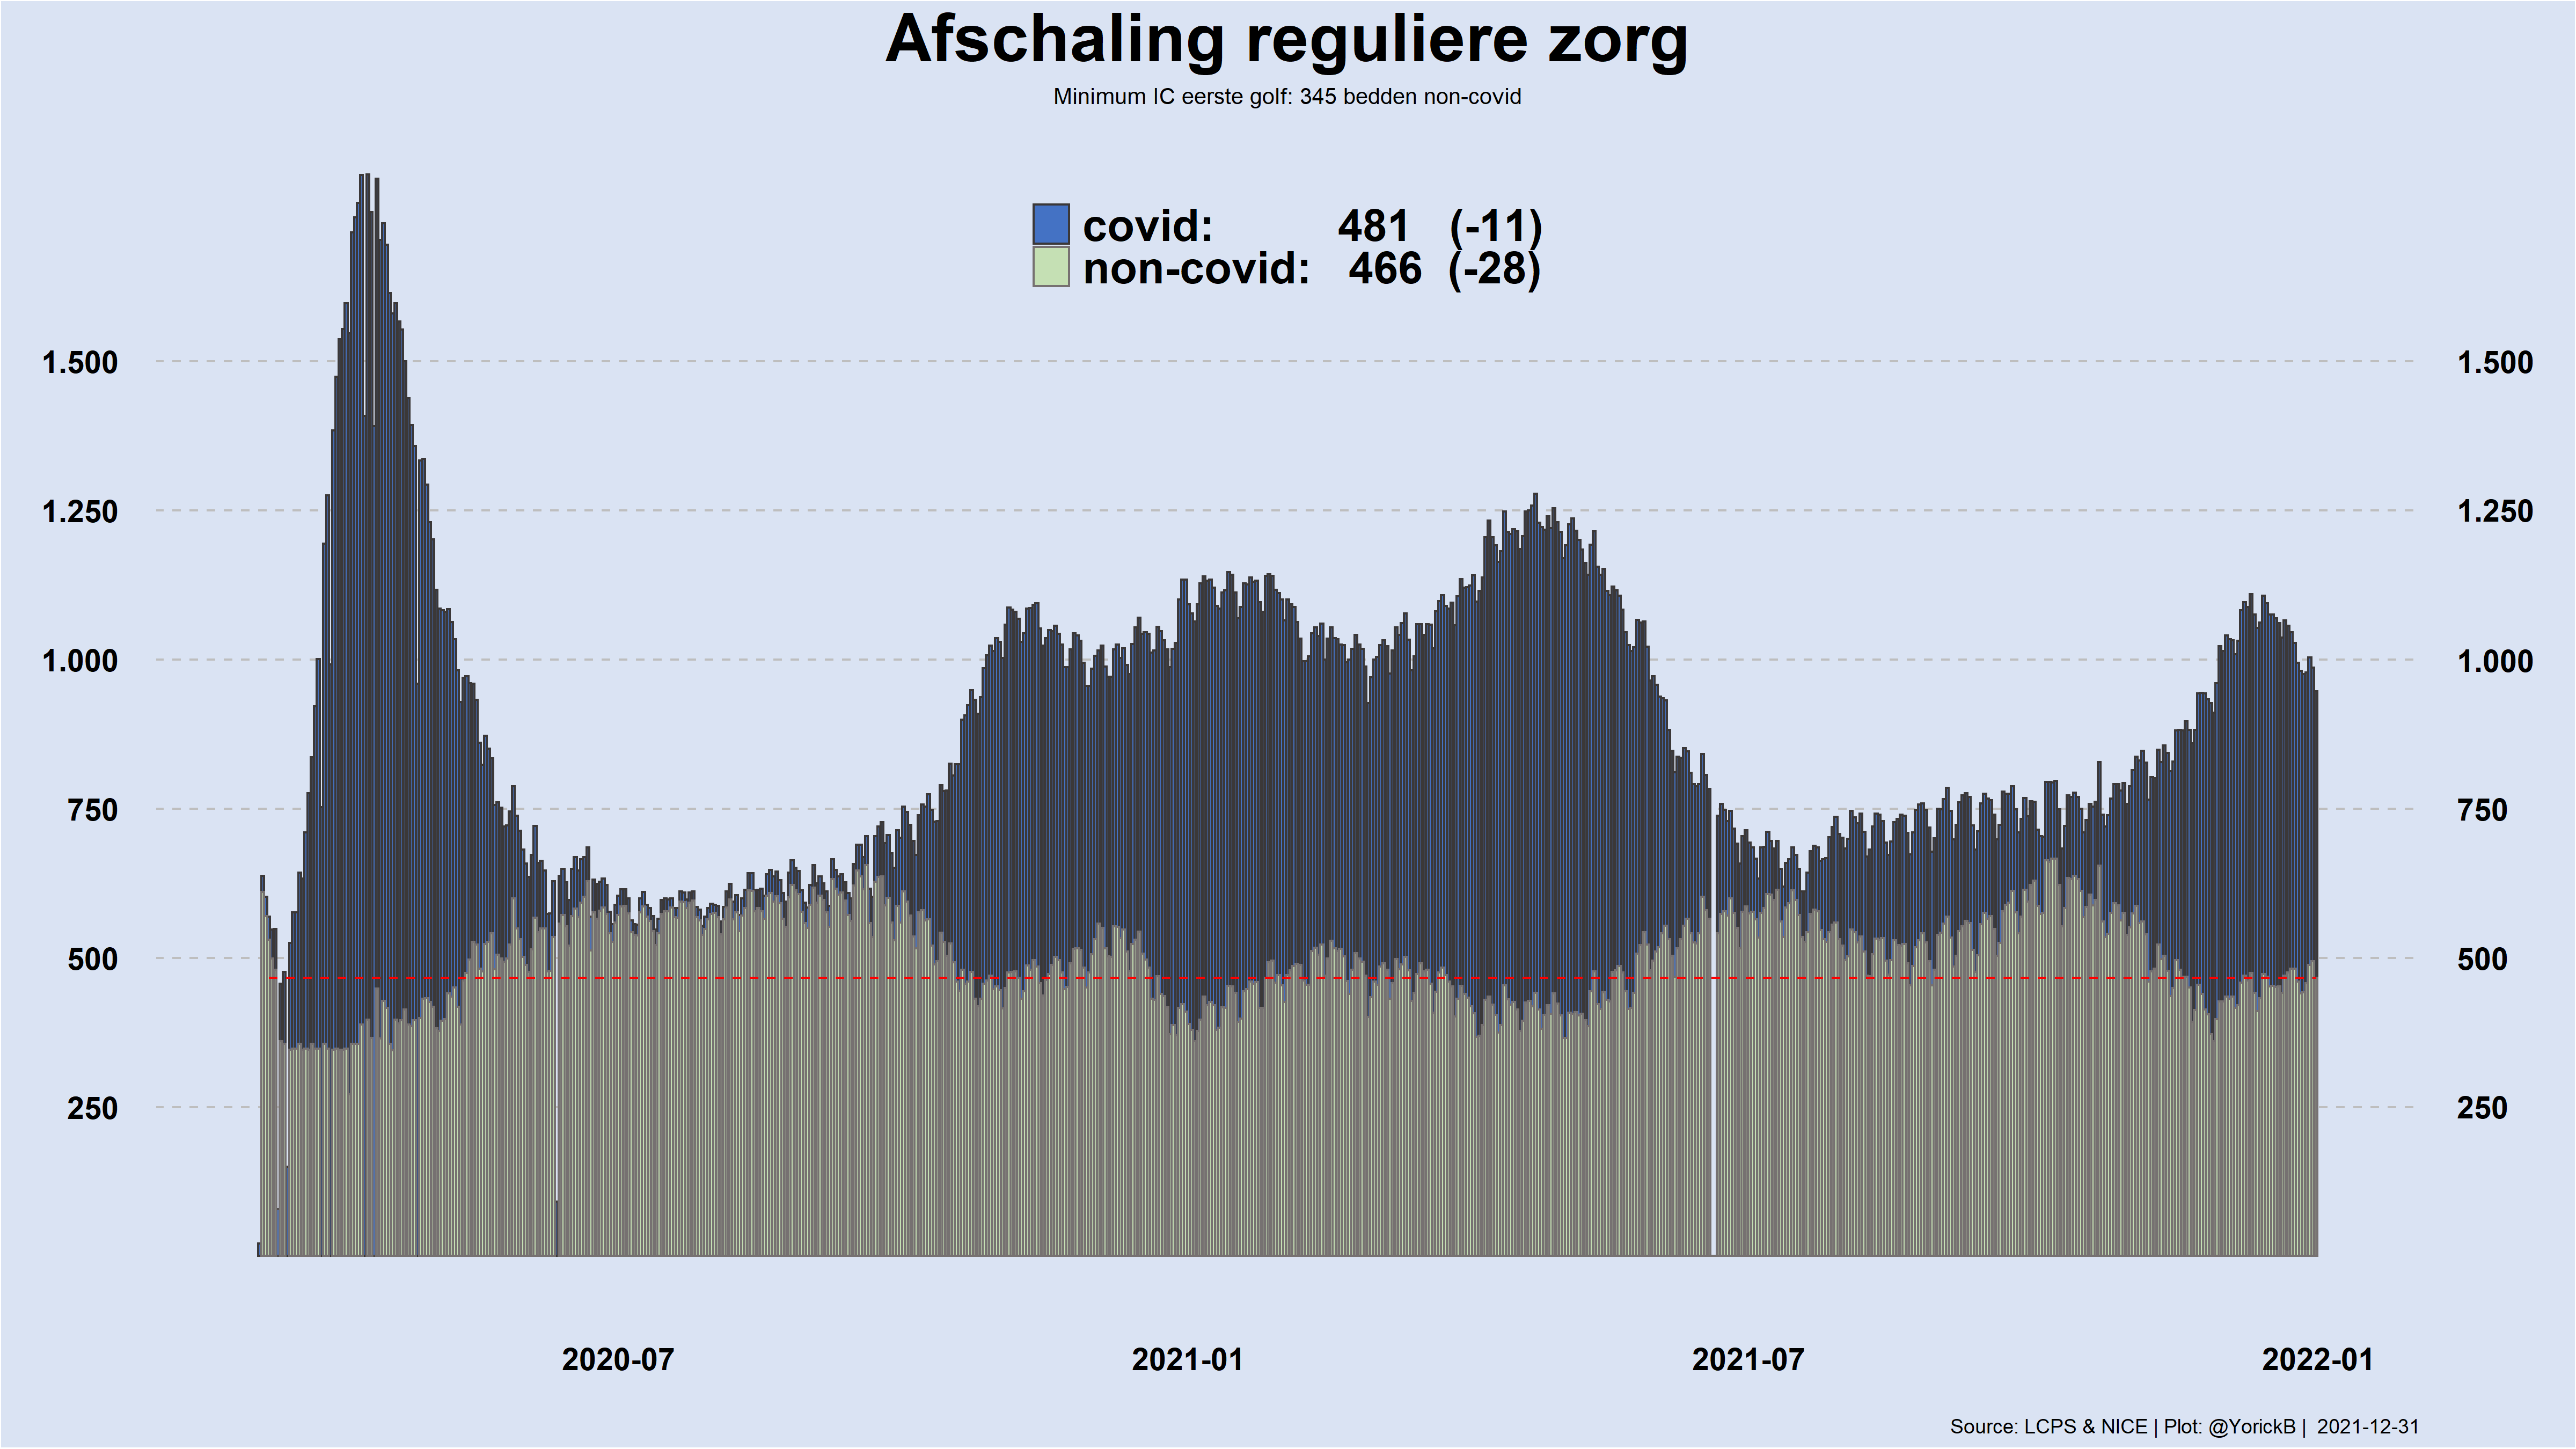 Afschaling reguliere zorg
Minimum IC eerste golf: 345 bedden non-covid
covid: 481 (-11)
non-covid: 466 (-28)
1.500 1.500
1.250 1.250
1.000 1.000
750 750
500 500
250 250
2020-07 2021-01 2021-07 2022-01
Source: LCPS & NICE | Plot: @YorickB | 2021-12-31